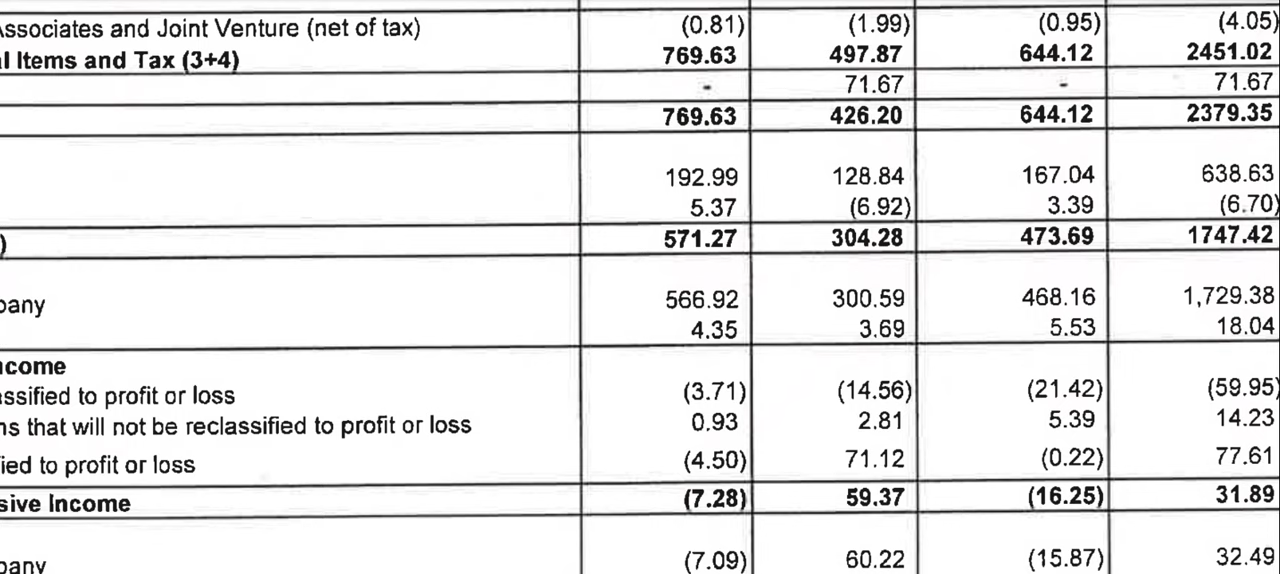 Associates and Joint Venture (net of tax) (0.81) (1.99) (0.95) (4.05)
l Items and Tax (3+4) 769.63 497.87 644.12 2451.02
- 71.67 - 71.67
769.63 426.20 644.12 2379.35
192.99 128.84 167.04 638.63
5.37 (6.92) 3.39 (6.70)
) 571.27 304.28 473.69 1747.42
pany 566.92 300.59 468.16 1,729.38
4.35 3.69 5.53 18.04
ncome
assified to profit or loss (3.71) (14.56) (21.42) (59.95)
ns that will not be reclassified to profit or loss 0.93 2.81 5.39 14.23
ied to profit or loss (4.50) 71.12 (0.22) 77.61
sive Income (7.28) 59.37 (16.25) 31.89
pany (7.09) 60.22 (15.87) 32.49